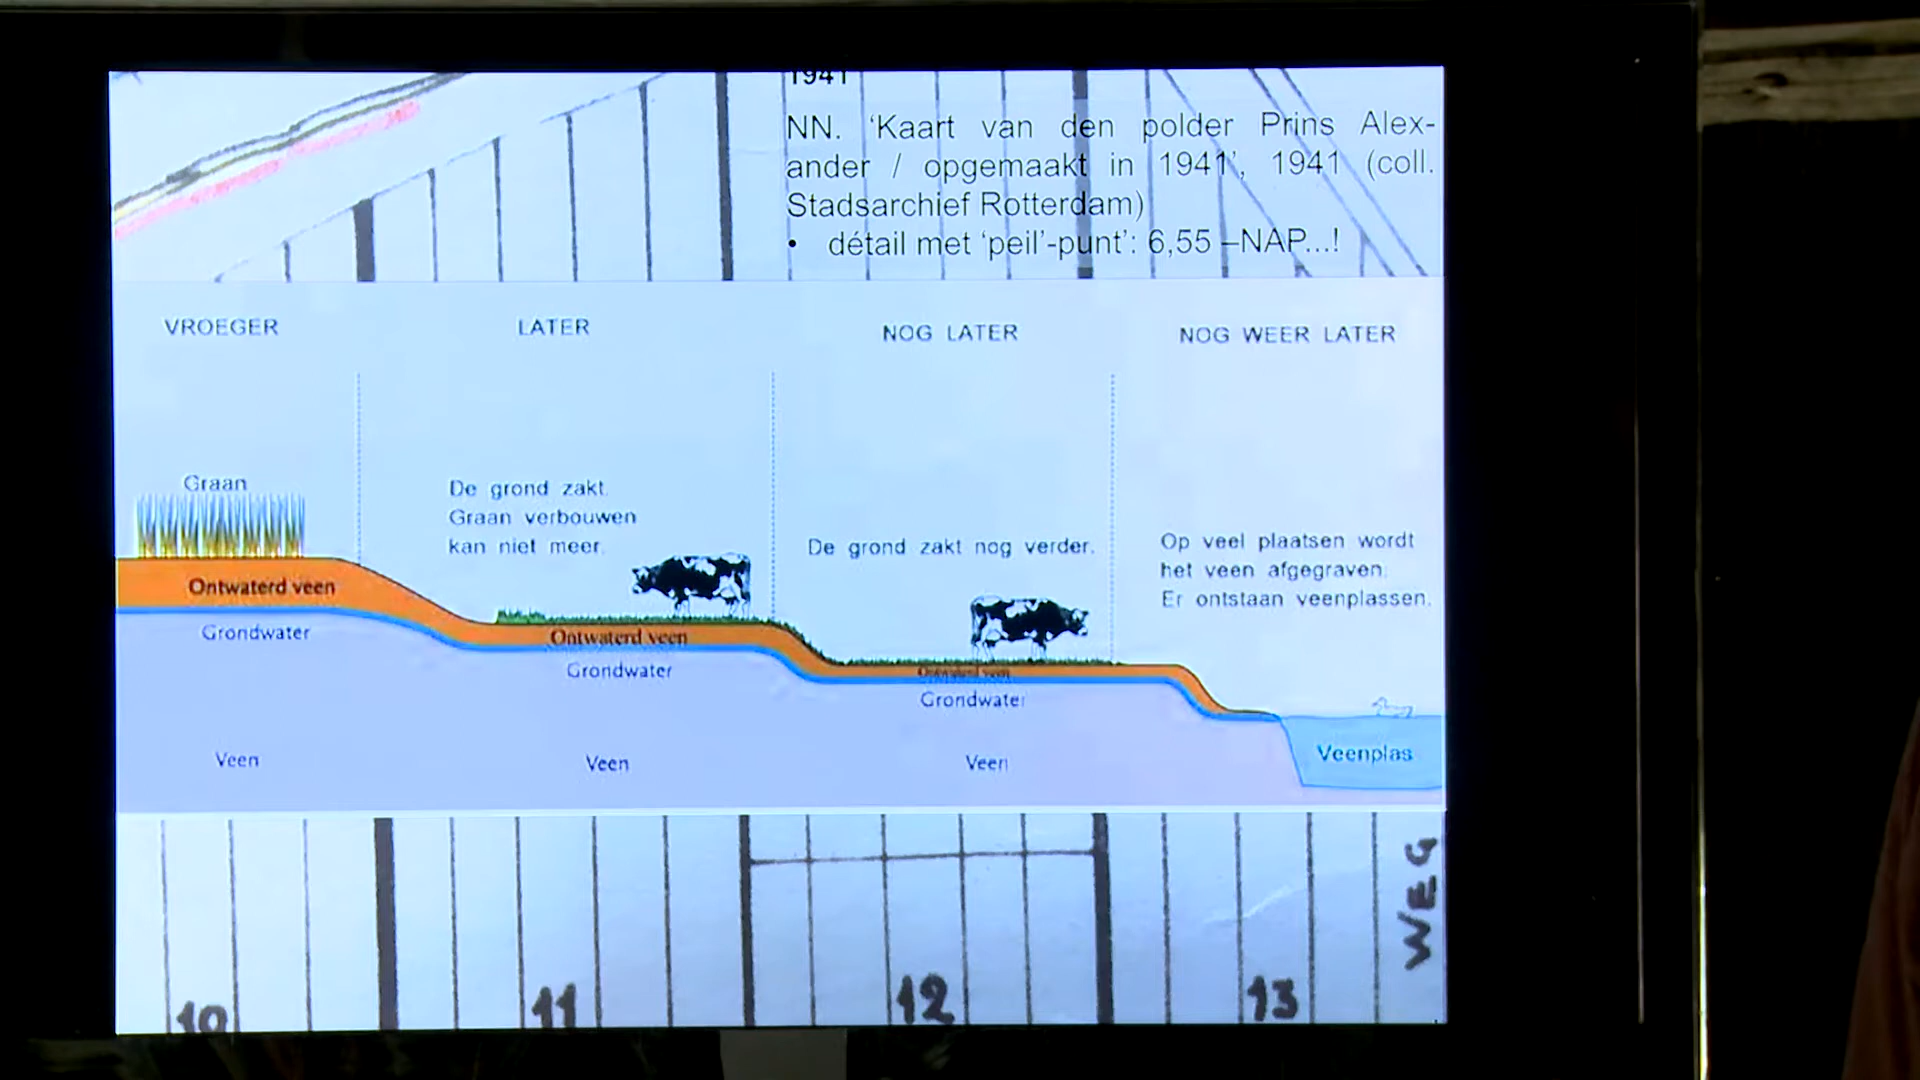 1941
NN. ‘Kaart van den polder Prins Alex-
ander / opgemaakt in 1941’, 1941 (coll.
Stadsarchief Rotterdam)
• détail met ‘peil’-punt’: 6,55 –NAP...!
VROEGER
LATER
NOG LATER
NOG WEER LATER
Graan
De grond zakt.
Graan verbouwen
kan niet meer.
De grond zakt nog verder.
Op veel plaatsen wordt
het veen afgegraven.
Er ontstaan veenplassen.
Ontwaterd veen
Ontwaterd veen
Ontwaterd veen
Grondwater
Grondwater
Grondwater
Veen
Veen
Veen
Veenplas
WEG
10
11
12
13